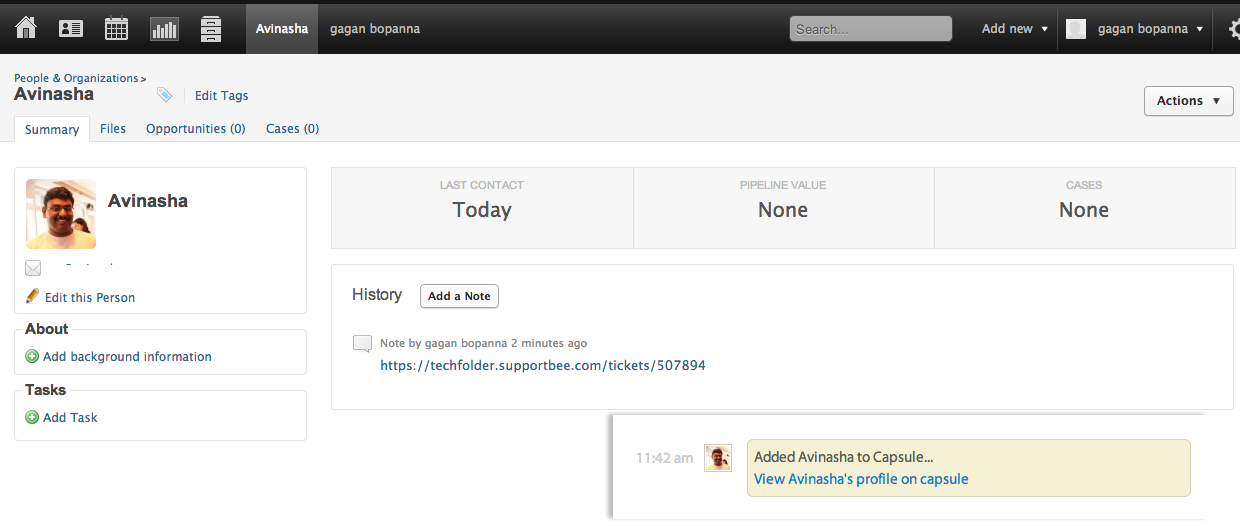 Avinasha
gagan bopanna
Search...
Add new
gagan bopanna
People & Organizations >
Avinasha
Edit Tags
Actions
Summary
Files
Opportunities (0)
Cases (0)
Avinasha
Edit this Person
About
Add background information
Tasks
Add Task
LAST CONTACT
Today
PIPELINE VALUE
None
CASES
None
History
Add a Note
Note by gagan bopanna 2 minutes ago
https://techfolder.supportbee.com/tickets/507894
11:42 am
Added Avinasha to Capsule...
View Avinasha's profile on capsule